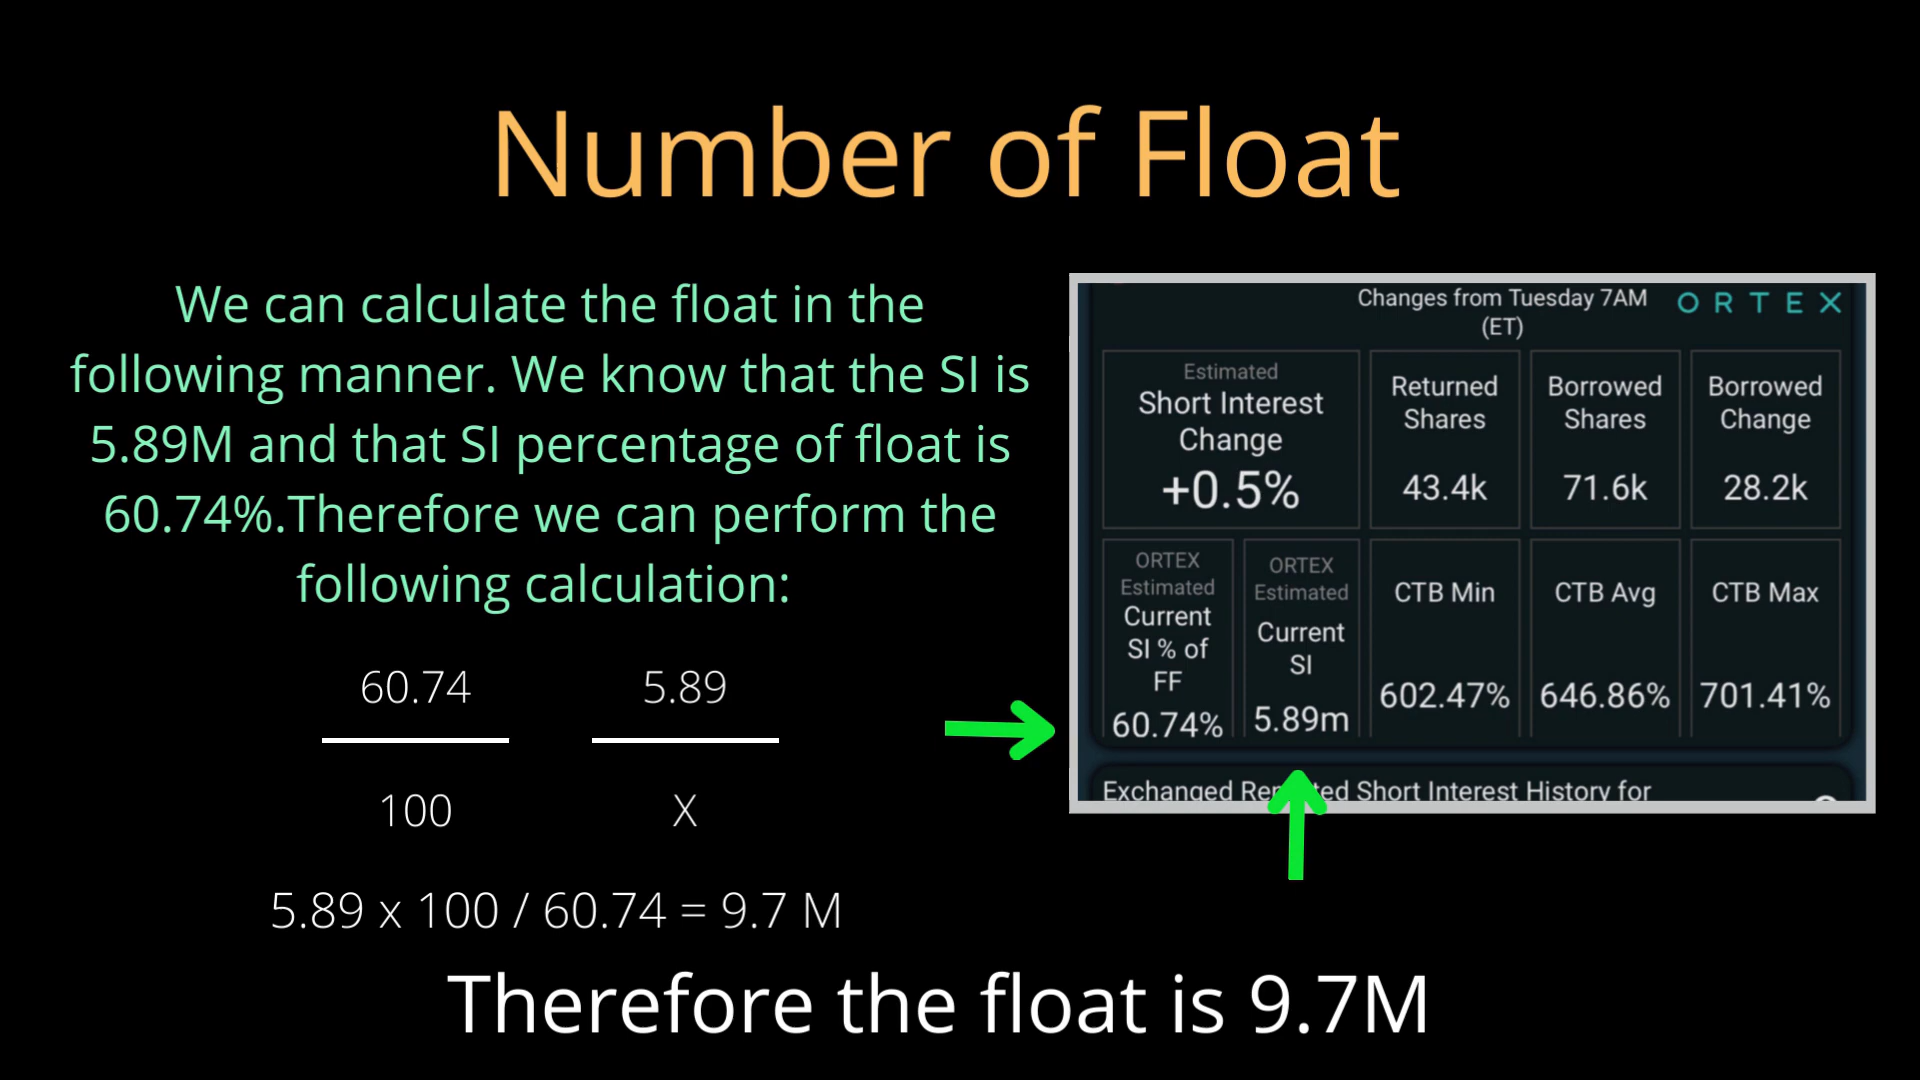 Number of Float
We can calculate the float in the
following manner. We know that the SI is
5.89M and that SI percentage of float is
60.74%.Therefore we can perform the
following calculation:
60.74
100
5.89
X
5.89 x 100 / 60.74 = 9.7 M
Therefore the float is 9.7M
Changes from Tuesday 7AM
(ET)
ORTEX
Estimated
Short Interest
Change
+0.5%
Returned
Shares
43.4k
Borrowed
Shares
71.6k
Borrowed
Change
28.2k
ORTEX
Estimated
Current
SI % of
FF
60.74%
ORTEX
Estimated
Current
SI
5.89m
CTB Min
602.47%
CTB Avg
646.86%
CTB Max
701.41%
Exchanged Reported Short Interest History for